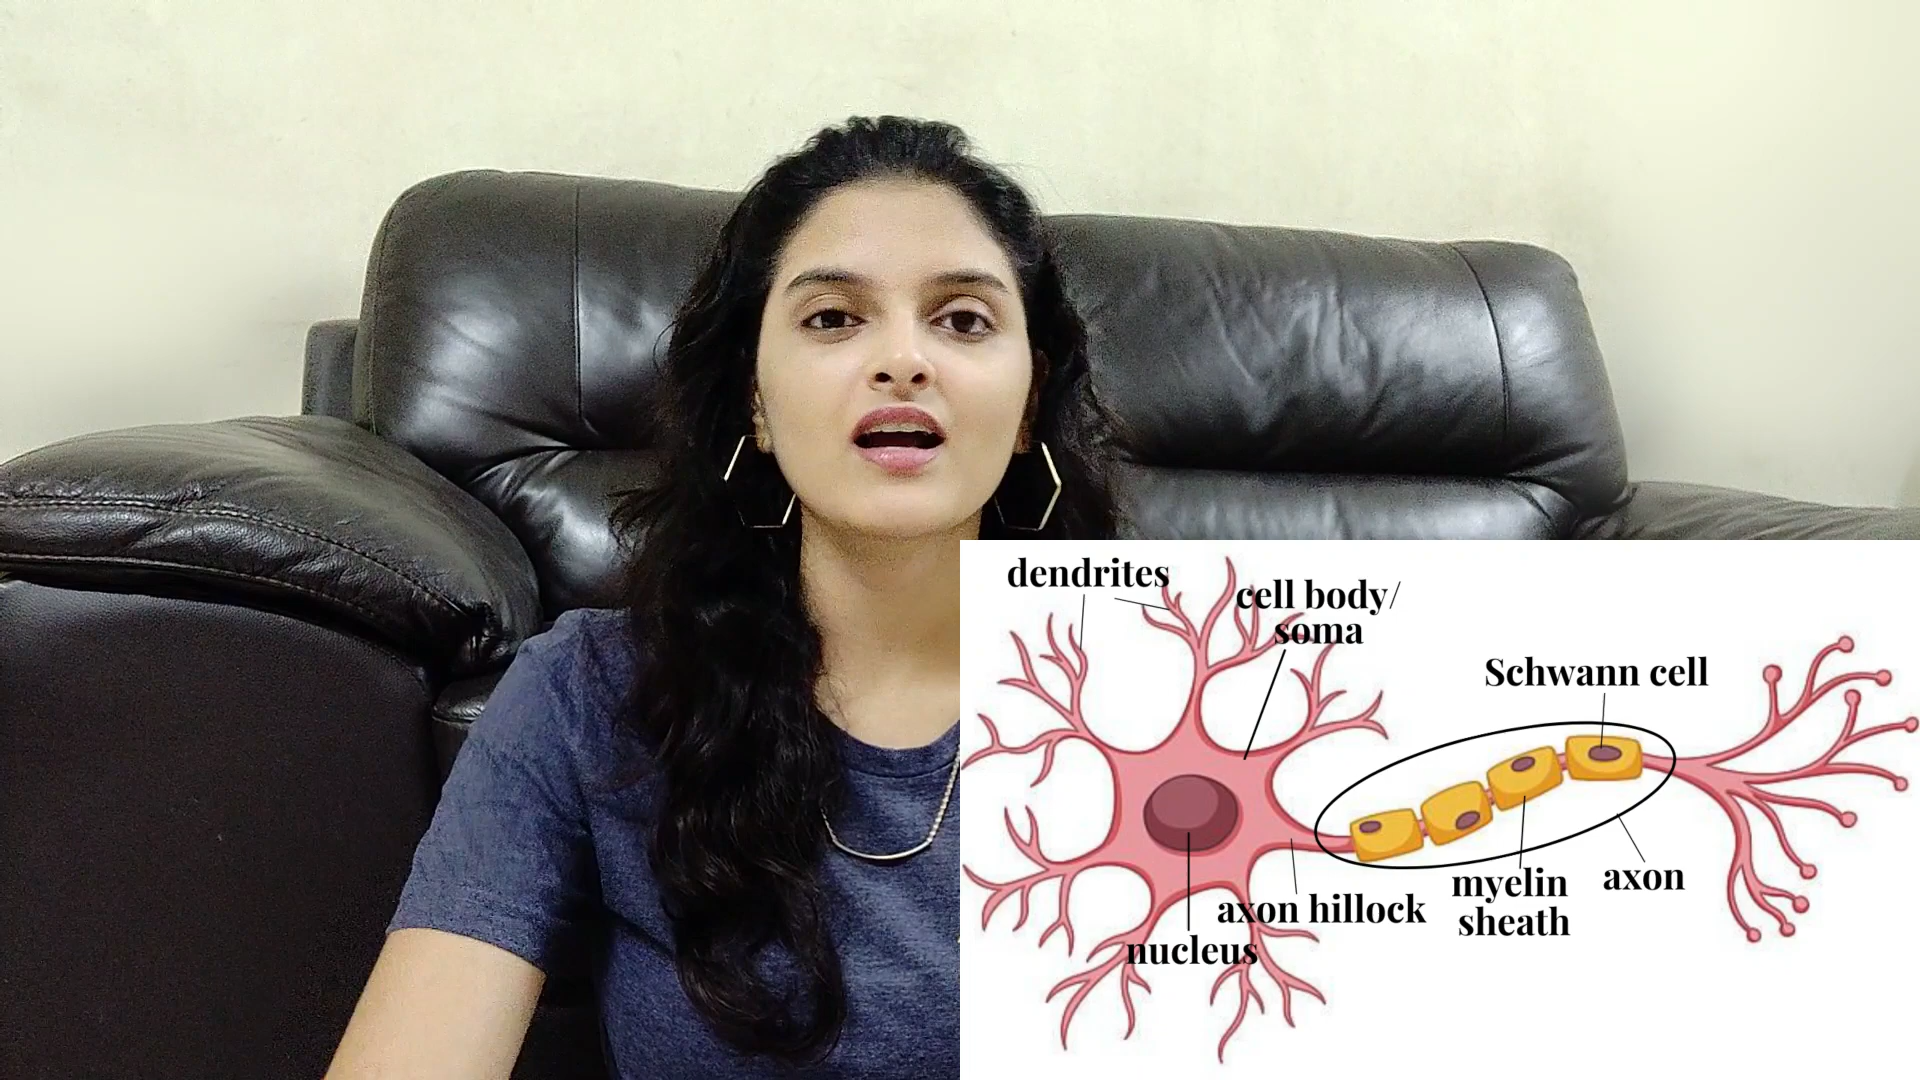 dendrites
cell body/
soma
Schwann cell
myelin
sheath
axon
axon hillock
nucleus